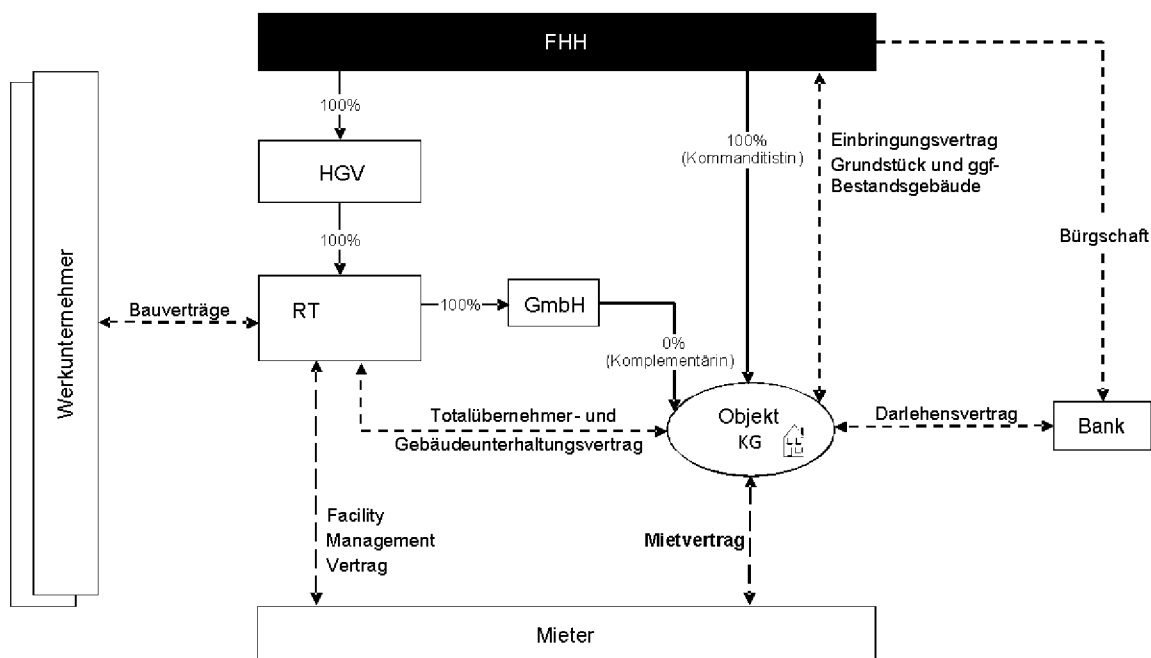 FHH
100%
HGV
100%
(Kommanditistin)
Einbringungsvertrag
Grundstück und ggf-
Bestandsgebäude
100%
Bürgschaft
Werkunternehmer
Bauverträge
RT
100%
GmbH
0%
(Komplementärin)
Totalübernehmer- und
Gebäudeunterhaltungsvertrag
Objekt
KG
Darlehensvertrag
Bank
Facility
Management
Vertrag
Mietvertrag
Mieter